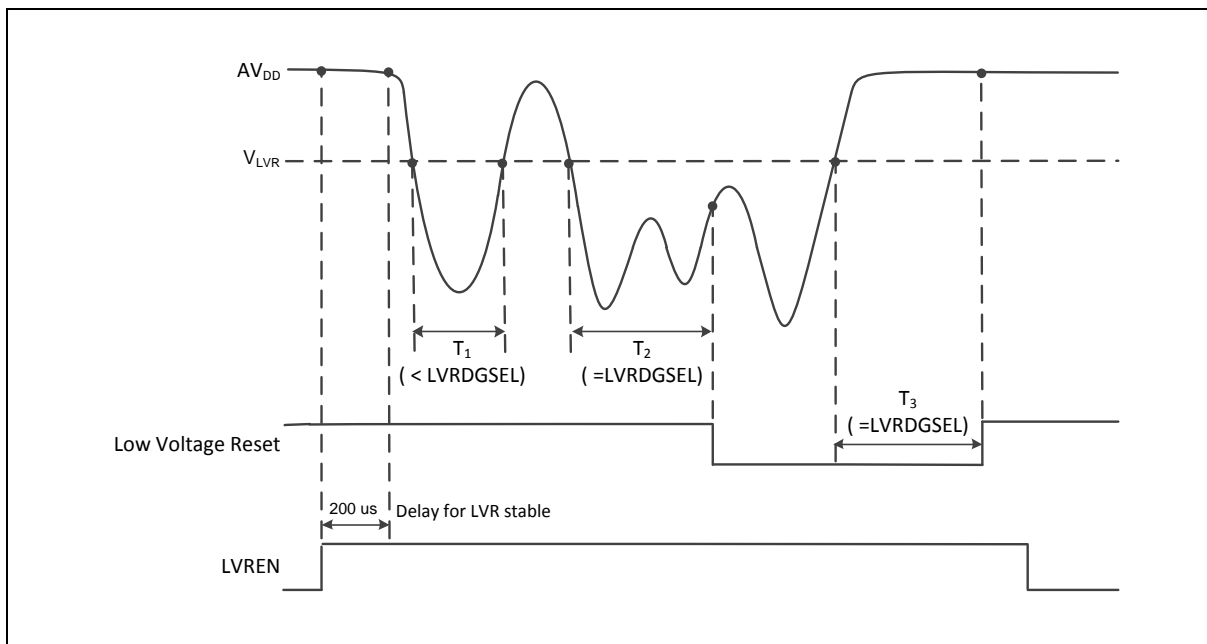 AVDD
VLVR
T1
( < LVRDGSEL)
T2
( =LVRDGSEL)
T3
( =LVRDGSEL)
Low Voltage Reset
200 us
Delay for LVR stable
LVREN